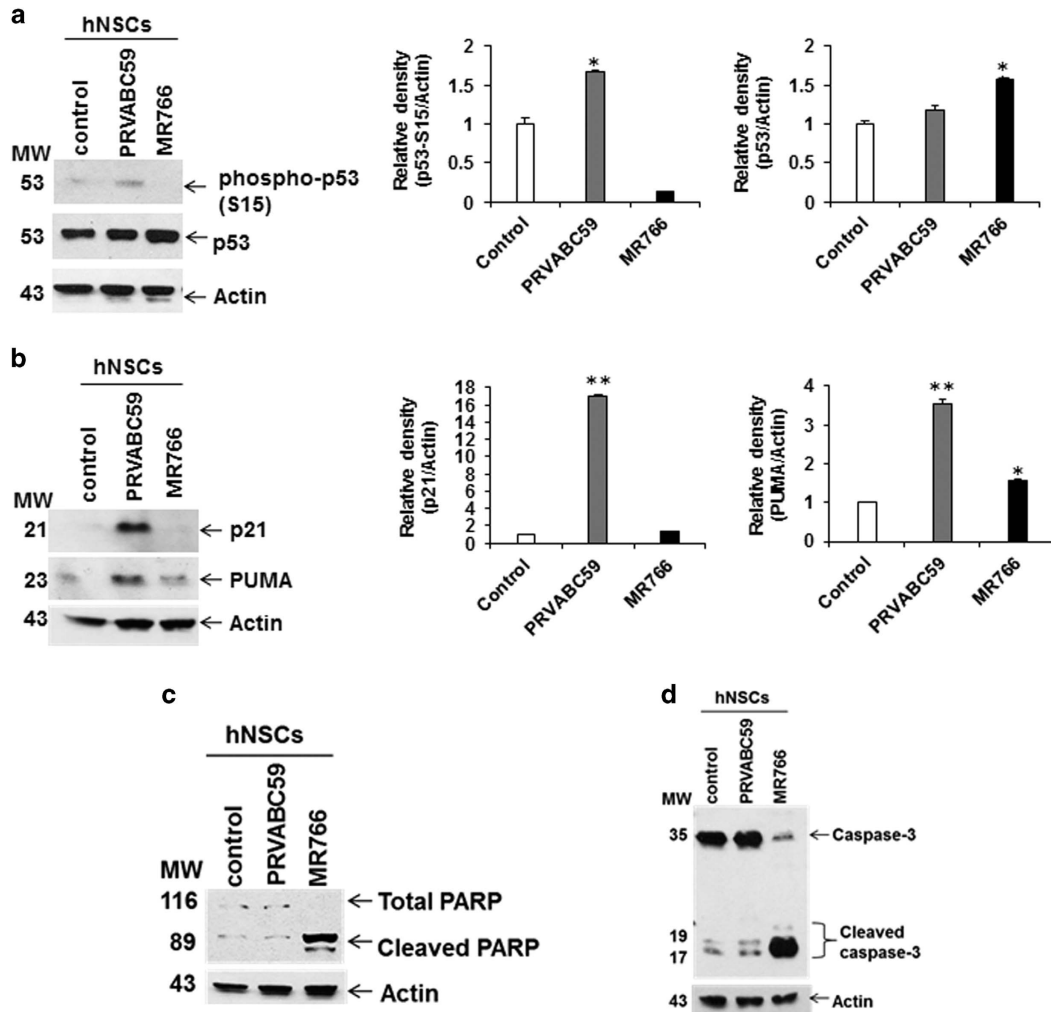 a
hNSCs
control
PRVABC59
MR766
MW
53
phospho-p53
(S15)
53
p53
43
Actin
Relative density
(p53-S15/Actin)
2
1.5
1
0.5
0
*
Control
PRVABC59
MR766
Relative density
(p53/Actin)
2
1.5
1
0.5
0
*
Control
PRVABC59
MR766
b
hNSCs
control
PRVABC59
MR766
MW
21
p21
23
PUMA
43
Actin
Relative density
(p21/Actin)
18
16
14
12
10
8
6
4
2
0
**
Control
PRVABC59
MR766
Relative density
(PUMA/Actin)
4
3
2
1
0
**
*
Control
PRVABC59
MR766
c
hNSCs
control
PRVABC59
MR766
MW
116
Total PARP
89
Cleaved PARP
43
Actin
d
hNSCs
control
PRVABC59
MR766
MW
35
Caspase-3
19
17
Cleaved
caspase-3
43
Actin